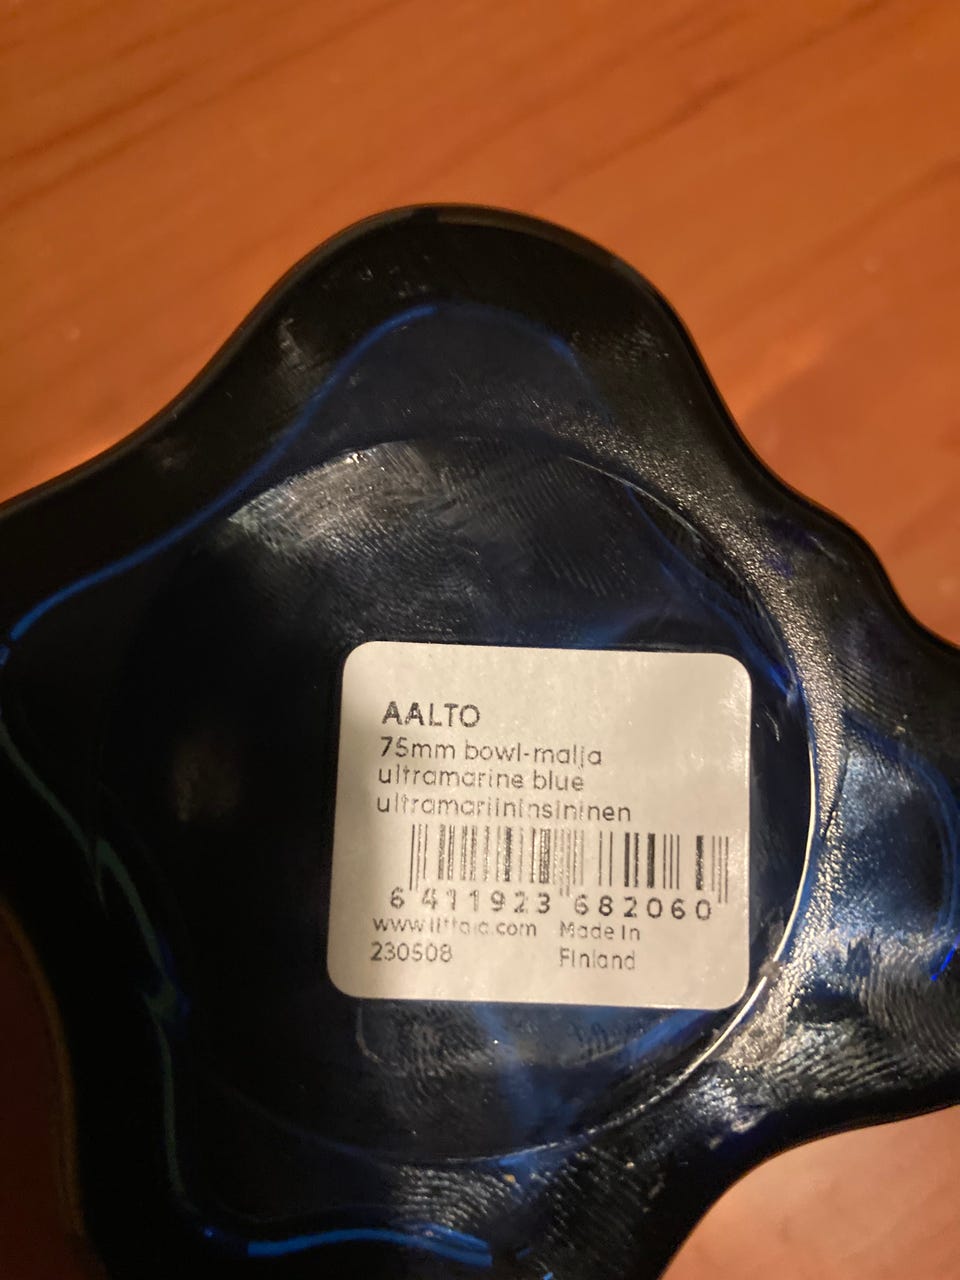 AALTO
75mm bowl-malja
ultramarine blue
ultramariininsininen
6 411923 682060
www.iittala.com Made in
230508 Finland